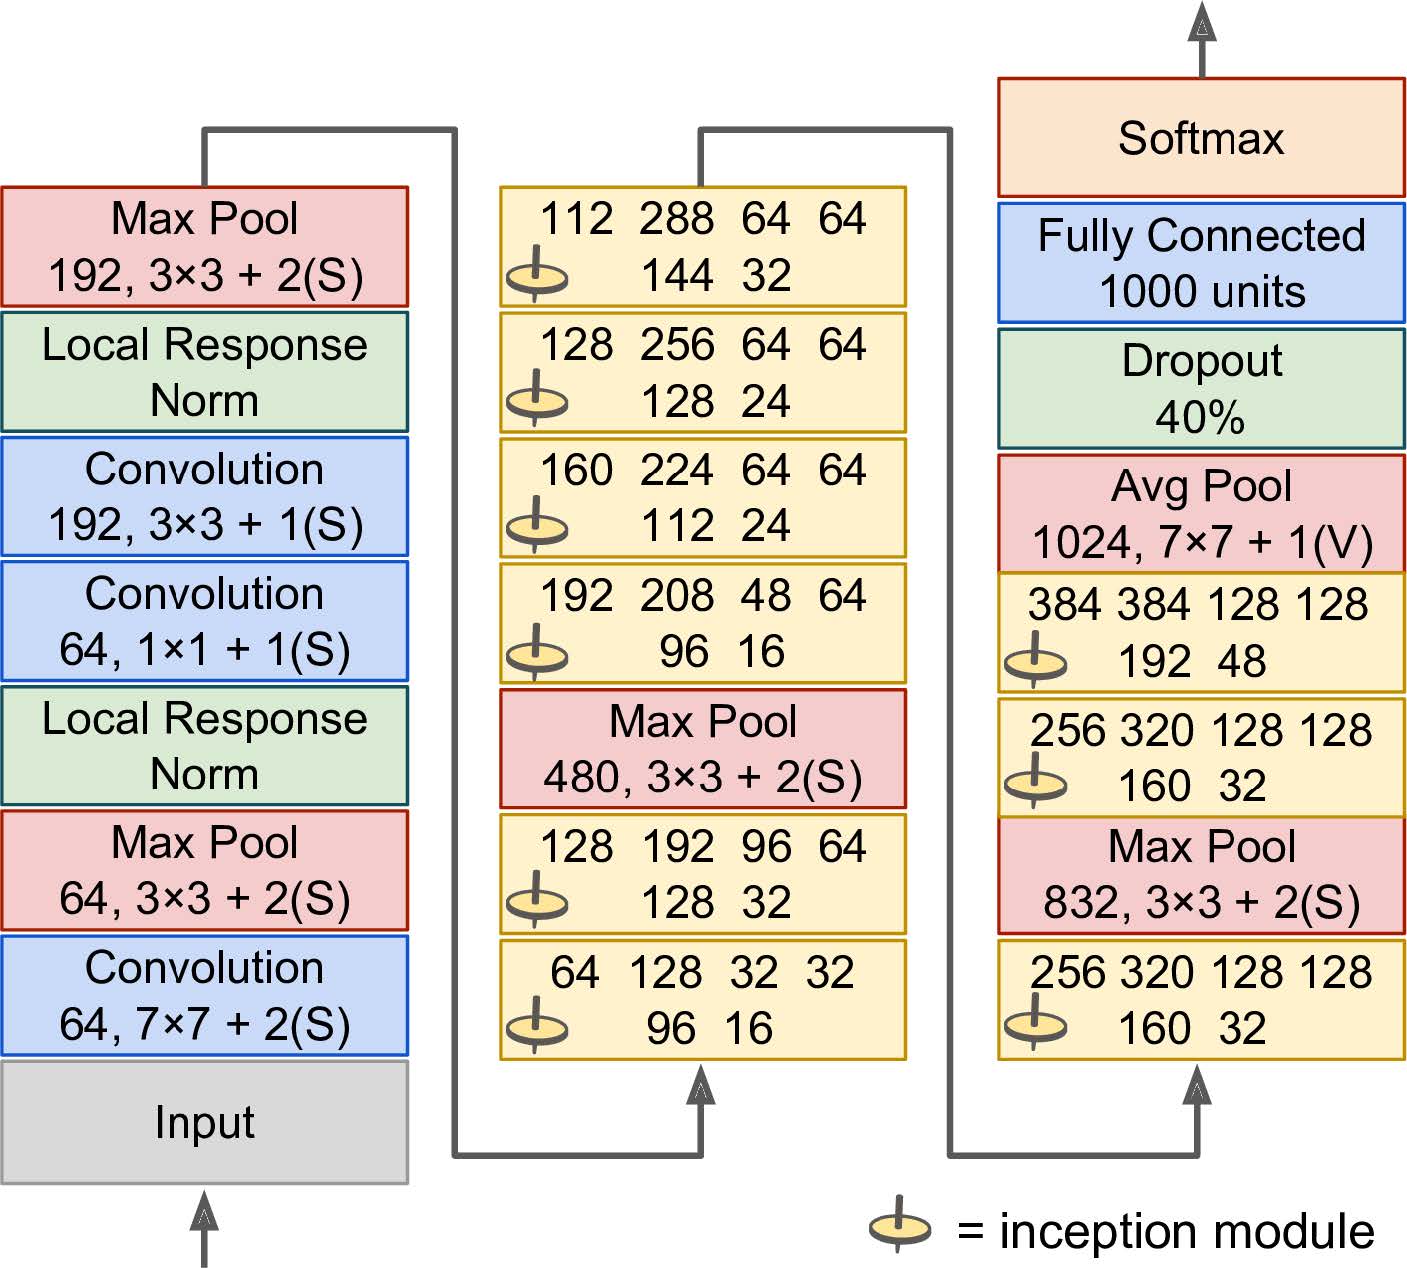 Max Pool
192, 3×3 + 2(S)
Local Response
Norm
Convolution
192, 3×3 + 1(S)
Convolution
64, 1×1 + 1(S)
Local Response
Norm
Max Pool
64, 3×3 + 2(S)
Convolution
64, 7×7 + 2(S)
Input
112 288 64 64
144 32
128 256 64 64
128 24
160 224 64 64
112 24
192 208 48 64
96 16
Max Pool
480, 3×3 + 2(S)
128 192 96 64
128 32
64 128 32 32
96 16
Softmax
Fully Connected
1000 units
Dropout
40%
Avg Pool
1024, 7×7 + 1(V)
384 384 128 128
192 48
256 320 128 128
160 32
Max Pool
832, 3×3 + 2(S)
256 320 128 128
160 32
= inception module